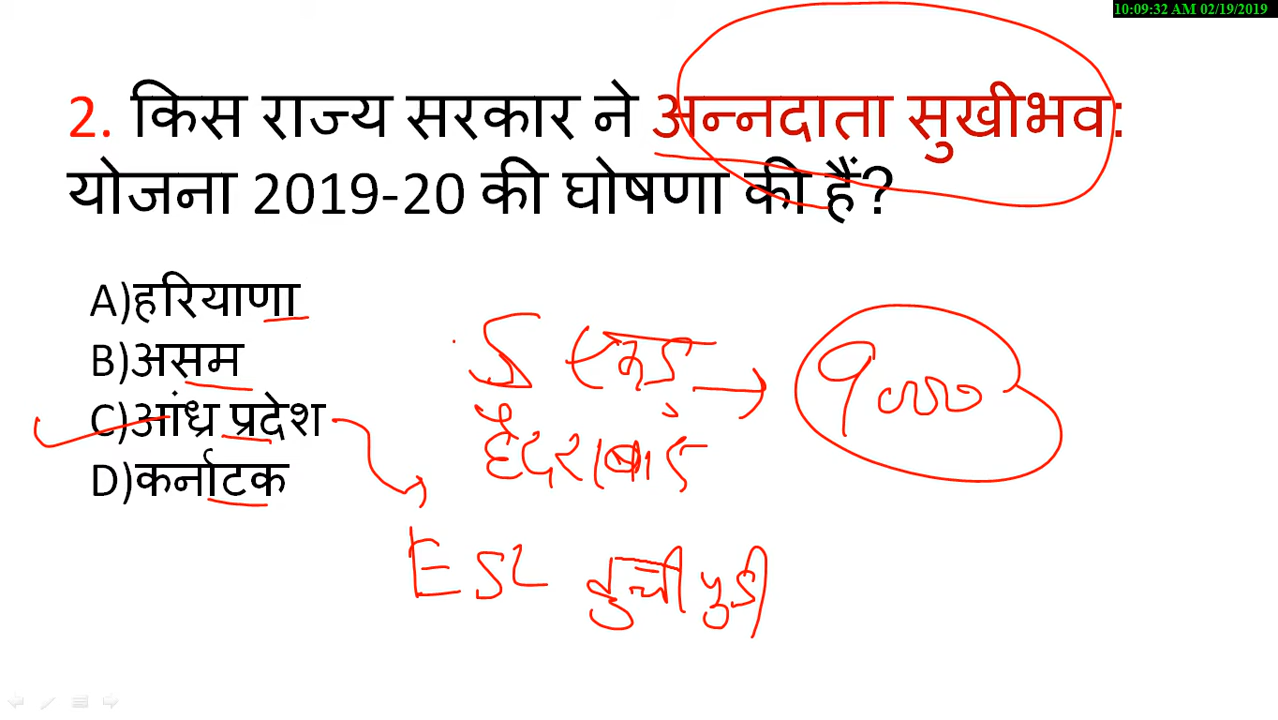 10:09:32 AM 02/19/2019
2. किस राज्य सरकार ने अन्नदाता सुखीभव:
योजना 2019-20 की घोषणा की हैं?
A)हरियाणा
B)असम
C)आंध्र प्रदेश
D)कर्नाटक
5 एकड
9000
हैदराबाद
कुचीपुडी